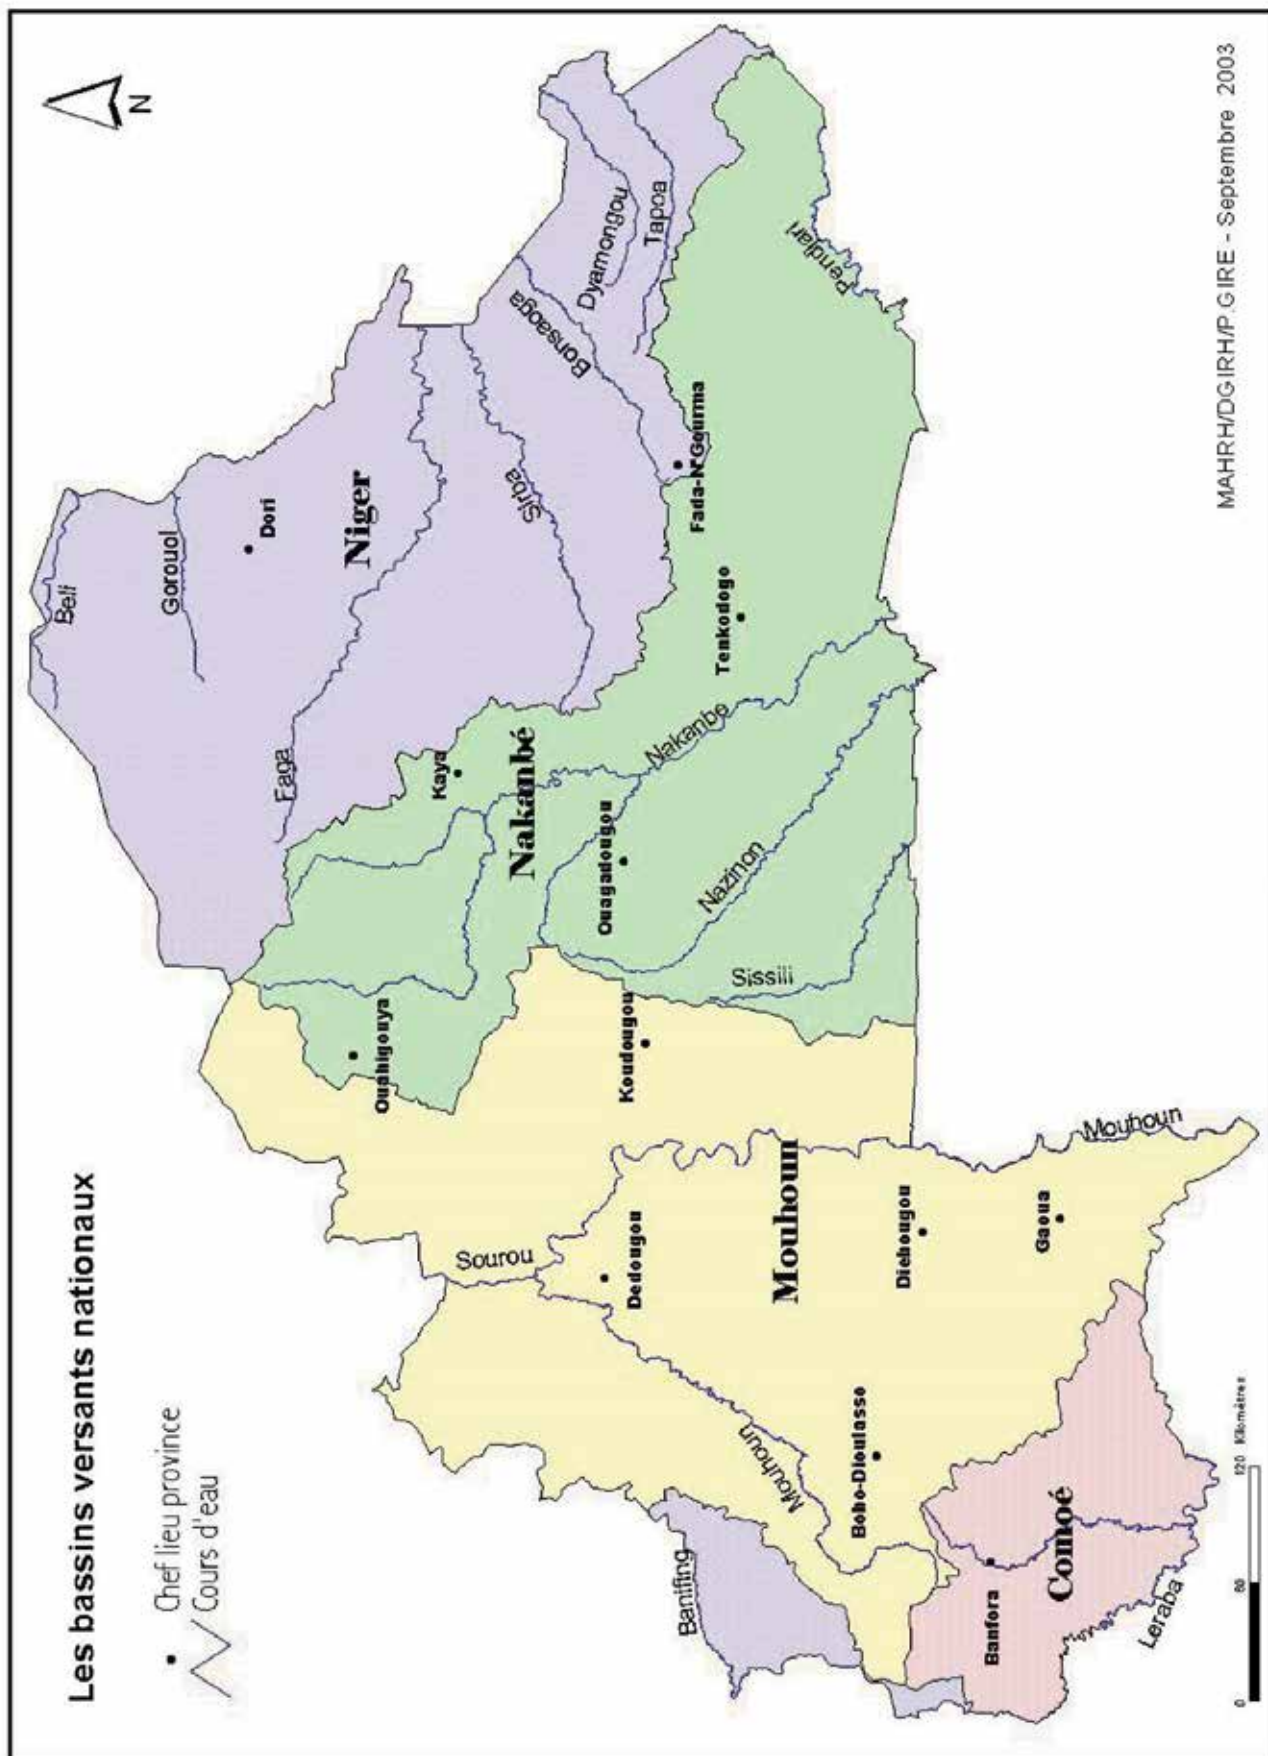 Les bassins versants nationaux
Chef lieu province
Cours d'eau
N
Beli
Gorouol
Dori
Niger
Faga
Sirba
Bonsaoga
Dyamongou
Tapoa
Fada-N'Gourma
Pendjari
Tenkodogo
Kaya
Nakanbé
Nakanbe
Ouagadougou
Nazinon
Sissili
Ouahigouya
Koudougou
Sourou
Dedougou
Mouhoun
Mouhoun
Diebougou
Gaoua
Mouhoun
Bobo-Dioulasso
Banifing
Banfora
Comoé
Leraba
0 60 120 Kilomètres
MAHRH/DGIRH/P.GIRE - Septembre 2003